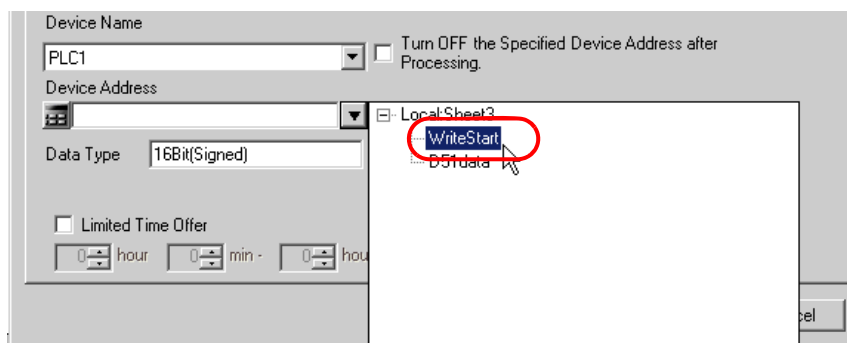 Device Name
PLC1
Turn OFF the Specified Device Address after
Processing.
Device Address
Local:Sheet3
WriteStart
D51data
Data Type 16Bit(Signed)
Limited Time Offer
0 hour 0 min - 0 hou
cel